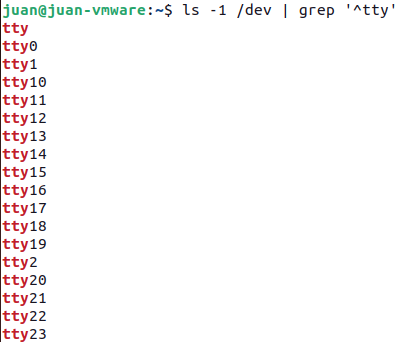 juan@juan-vmware:~$ ls -1 /dev | grep '^tty'
tty
tty0
tty1
tty10
tty11
tty12
tty13
tty14
tty15
tty16
tty17
tty18
tty19
tty2
tty20
tty21
tty22
tty23